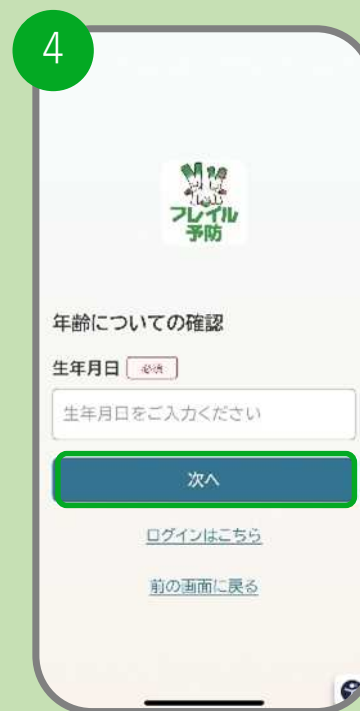 4
フレイル
予防
年齢についての確認
生年月日 必須
生年月日をご入力ください
次へ
ログインはこちら
前の画面に戻る